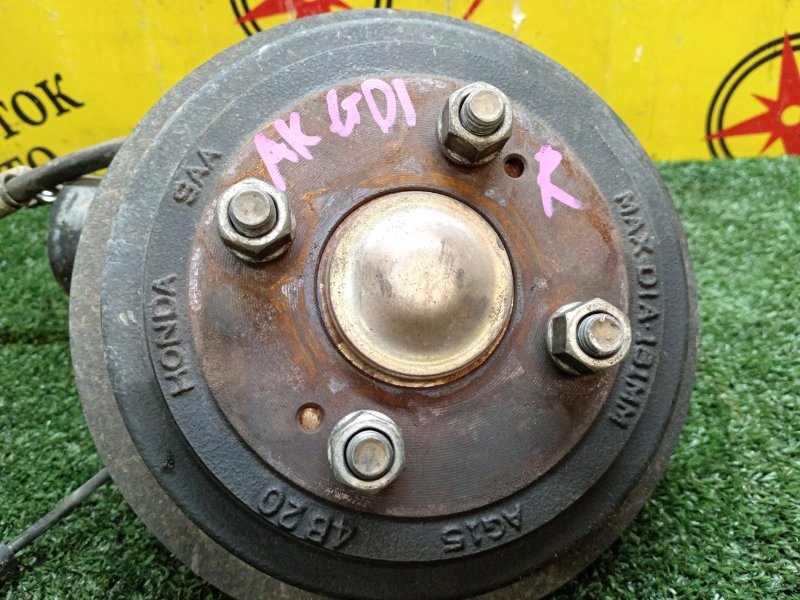 ТОК
ТО
AK GD1
SAA
HONDA
4B20
AG15
MAX DIA·181MM